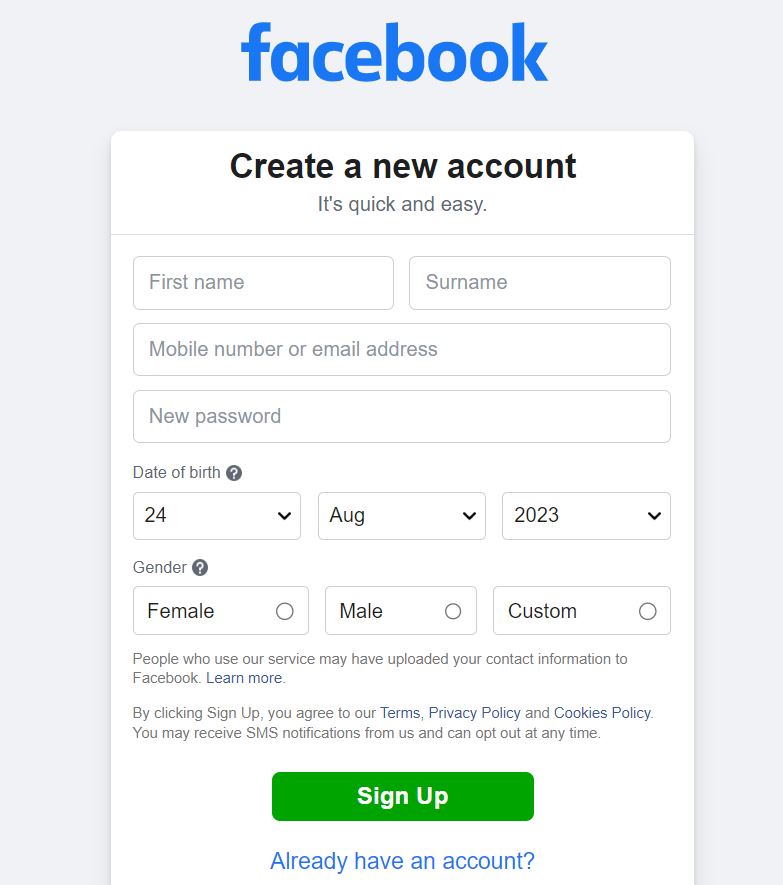 facebook
Create a new account
It's quick and easy.
First name Surname
Mobile number or email address
New password
Date of birth ?
24 Aug 2023
Gender ?
Female Male Custom
People who use our service may have uploaded your contact information to
Facebook. Learn more.
By clicking Sign Up, you agree to our Terms, Privacy Policy and Cookies Policy.
You may receive SMS notifications from us and can opt out at any time.
Sign Up
Already have an account?